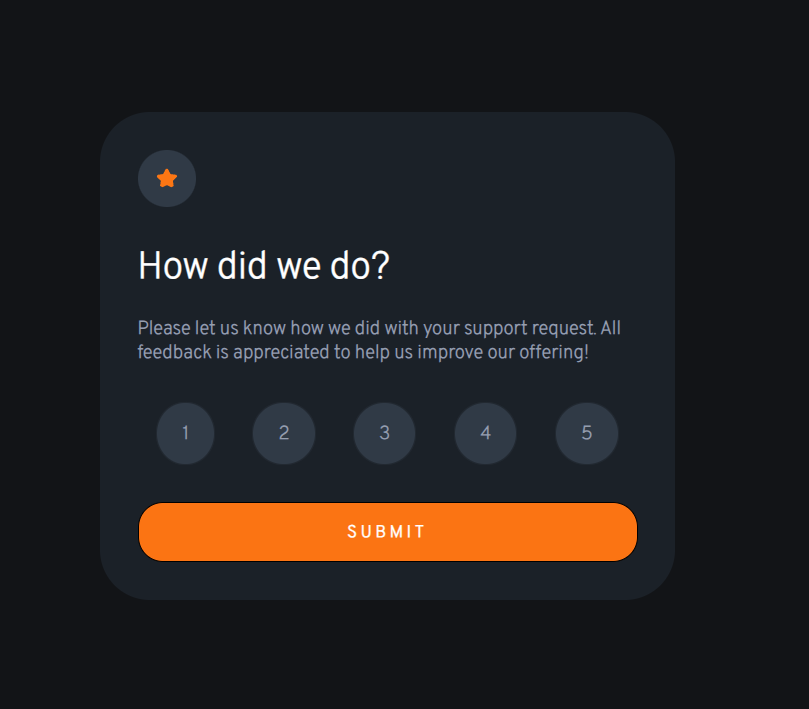 How did we do?
Please let us know how we did with your support request. All
feedback is appreciated to help us improve our offering!
1 2 3 4 5
SUBMIT